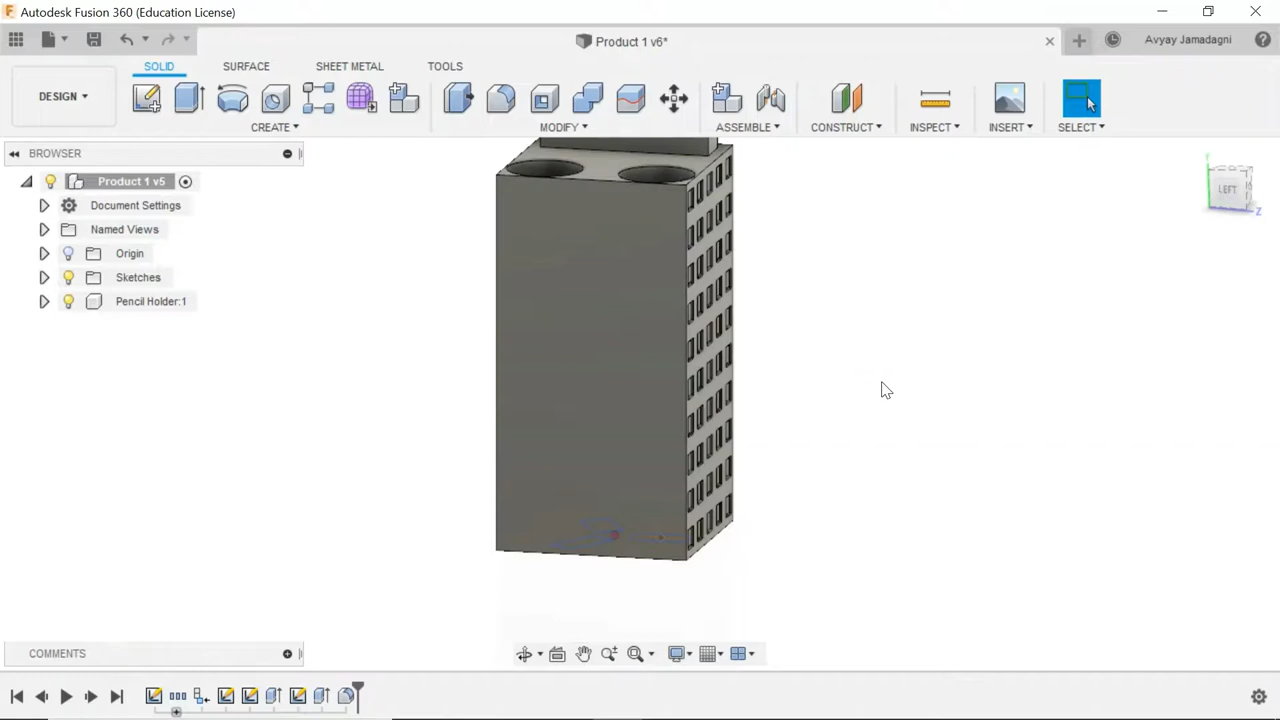 Autodesk Fusion 360 (Education License)
Product 1 v6*
Avyay Jamadagni
SOLID SURFACE SHEET METAL TOOLS
DESIGN
CREATE MODIFY ASSEMBLE CONSTRUCT INSPECT INSERT SELECT
BROWSER
Product 1 v5
Document Settings
Named Views
Origin
Sketches
Pencil Holder:1
Y
LEFT
Z
COMMENTS